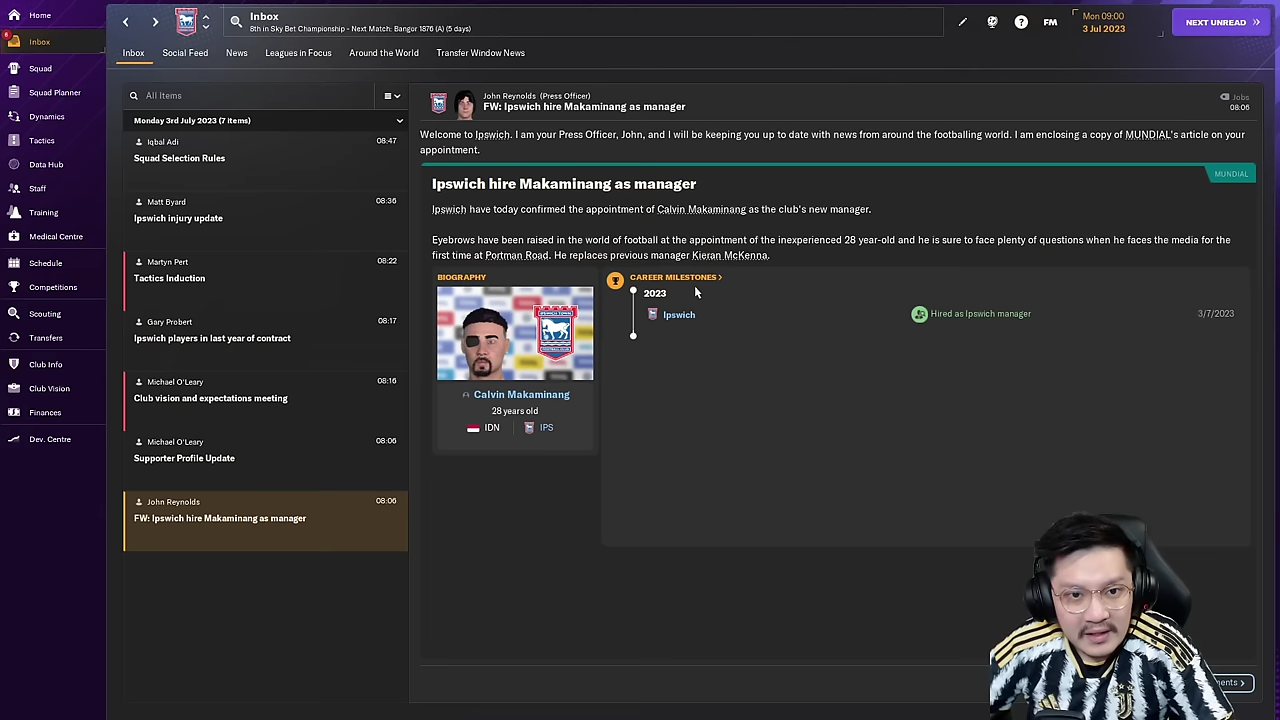 Home
6
Inbox
Squad
Squad Planner
Dynamics
Tactics
Data Hub
Staff
Training
Medical Centre
Schedule
Competitions
Scouting
Transfers
Club Info
Club Vision
Finances
Dev. Centre
Inbox
8th in Sky Bet Championship - Next Match: Bangor 1876 (A) (5 days)
?
FM
Mon 09:00
3 Jul 2023
NEXT UNREAD
Inbox
Social Feed
News
Leagues in Focus
Around the World
Transfer Window News
All Items
Monday 3rd July 2023 (7 items)
Iqbal Adi 08:47
Squad Selection Rules
Matt Byard 08:36
Ipswich injury update
Martyn Pert 08:22
Tactics Induction
Gary Probert 08:17
Ipswich players in last year of contract
Michael O'Leary 08:16
Club vision and expectations meeting
Michael O'Leary 08:06
Supporter Profile Update
John Reynolds 08:06
FW: Ipswich hire Makaminang as manager
John Reynolds (Press Officer)
FW: Ipswich hire Makaminang as manager
Jobs
08:06
Welcome to Ipswich. I am your Press Officer, John, and I will be keeping you up to date with news from around the footballing world. I am enclosing a copy of MUNDIAL's article on your
appointment.
MUNDIAL
Ipswich hire Makaminang as manager
Ipswich have today confirmed the appointment of Calvin Makaminang as the club's new manager.
Eyebrows have been raised in the world of football at the appointment of the inexperienced 28 year-old and he is sure to face plenty of questions when he faces the media for the
first time at Portman Road. He replaces previous manager Kieran McKenna.
BIOGRAPHY
Calvin Makaminang
28 years old
IDN
IPS
CAREER MILESTONES >
2023
Ipswich
Hired as Ipswich manager
3/7/2023